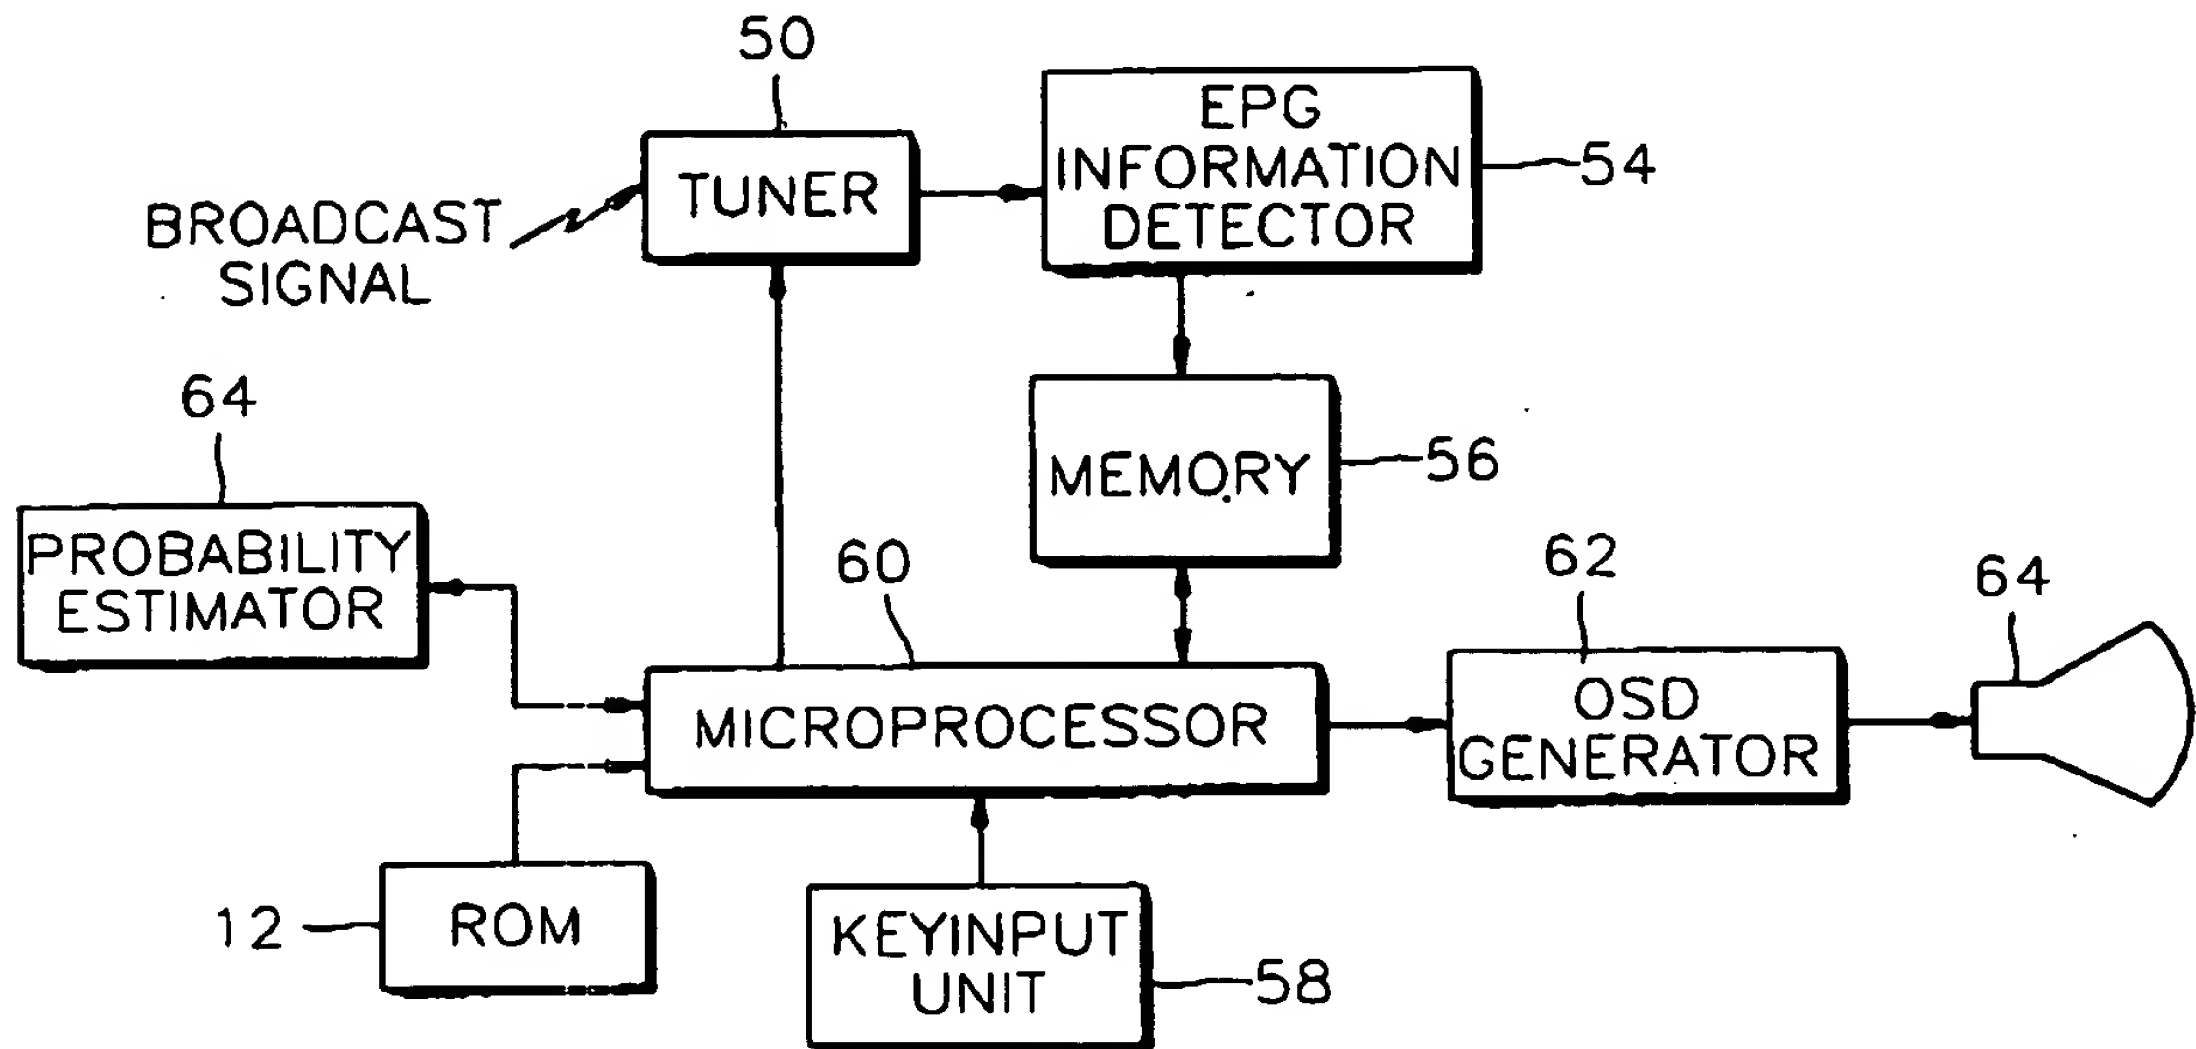 50
EPG
INFORMATION
DETECTOR
54
TUNER
BROADCAST
SIGNAL
64
MEMORY
56
PROBABILITY
ESTIMATOR
60
62
64
MICROPROCESSOR
OSD
GENERATOR
12
ROM
KEYINPUT
UNIT
58